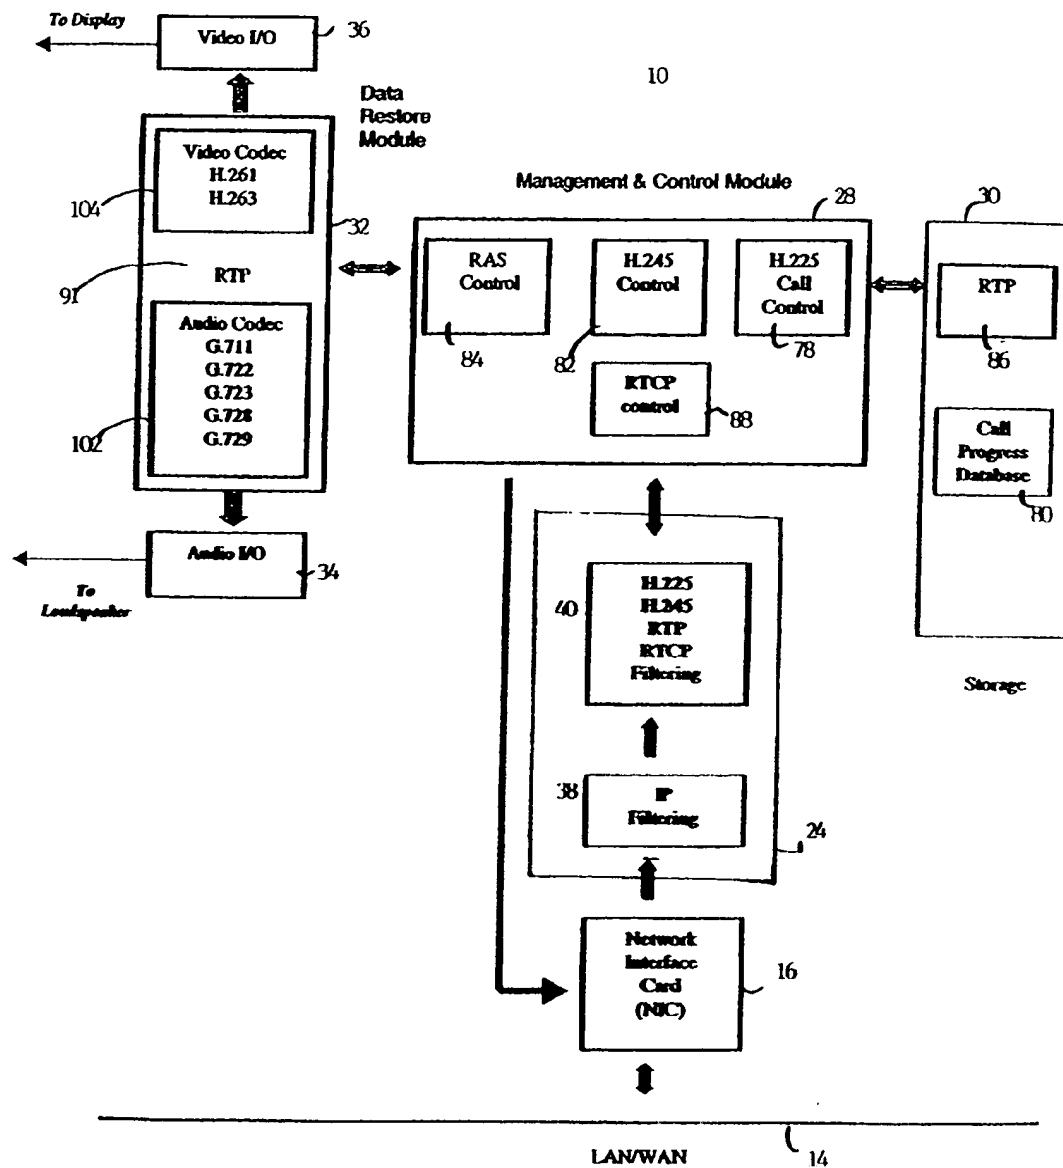 To Display
Video I/O
36
10
Data
Restore
Module
Video Codec
H.261
H.263
104
32
91
RTP
Audio Codec
G.711
G.722
G.723
G.728
G.729
102
Audio I/O
34
To
Loudspeaker
Management & Control Module
28
RAS
Control
84
H.245
Control
82
H.225
Call
Control
78
RTCP
control
88
30
RTP
86
Call
Progress
Database
80
Storage
40
H.225
H.245
RTP
RTCP
Filtering
38
IP
Filtering
24
Network
Interface
Card
(NIC)
16
LAN/WAN
14